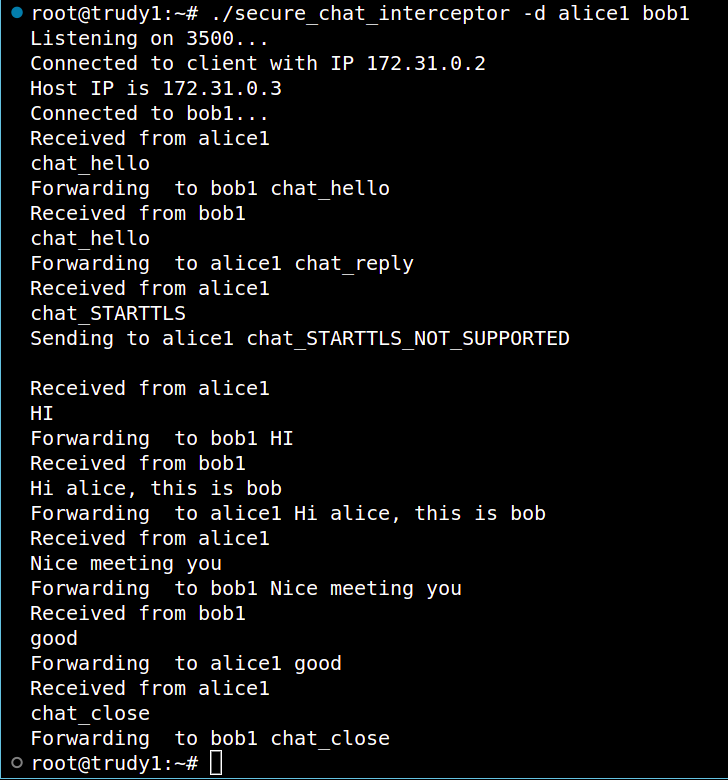 root@trudy1:~# ./secure_chat_interceptor -d alice1 bob1
Listening on 3500...
Connected to client with IP 172.31.0.2
Host IP is 172.31.0.3
Connected to bob1...
Received from alice1
chat_hello
Forwarding  to bob1 chat_hello
Received from bob1
chat_hello
Forwarding  to alice1 chat_reply
Received from alice1
chat_STARTTLS
Sending to alice1 chat_STARTTLS_NOT_SUPPORTED
Received from alice1
HI
Forwarding  to bob1 HI
Received from bob1
Hi alice, this is bob
Forwarding  to alice1 Hi alice, this is bob
Received from alice1
Nice meeting you
Forwarding  to bob1 Nice meeting you
Received from bob1
good
Forwarding  to alice1 good
Received from alice1
chat_close
Forwarding  to bob1 chat_close
root@trudy1:~#